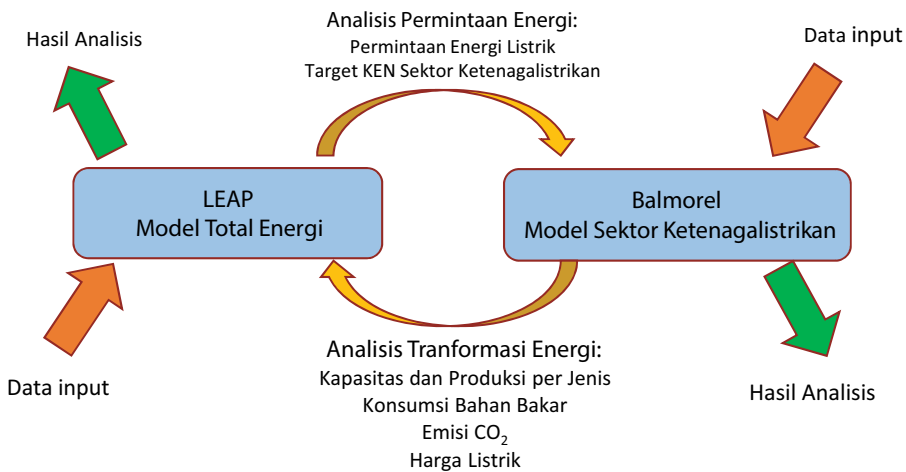 Analisis Permintaan Energi:
Permintaan Energi Listrik
Target KEN Sektor Ketenagalistrikan
Hasil Analisis
Data input
LEAP
Model Total Energi
Balmorel
Model Sektor Ketenagalistrikan
Data input
Analisis Tranformasi Energi:
Kapasitas dan Produksi per Jenis
Konsumsi Bahan Bakar
Emisi CO₂
Harga Listrik
Hasil Analisis